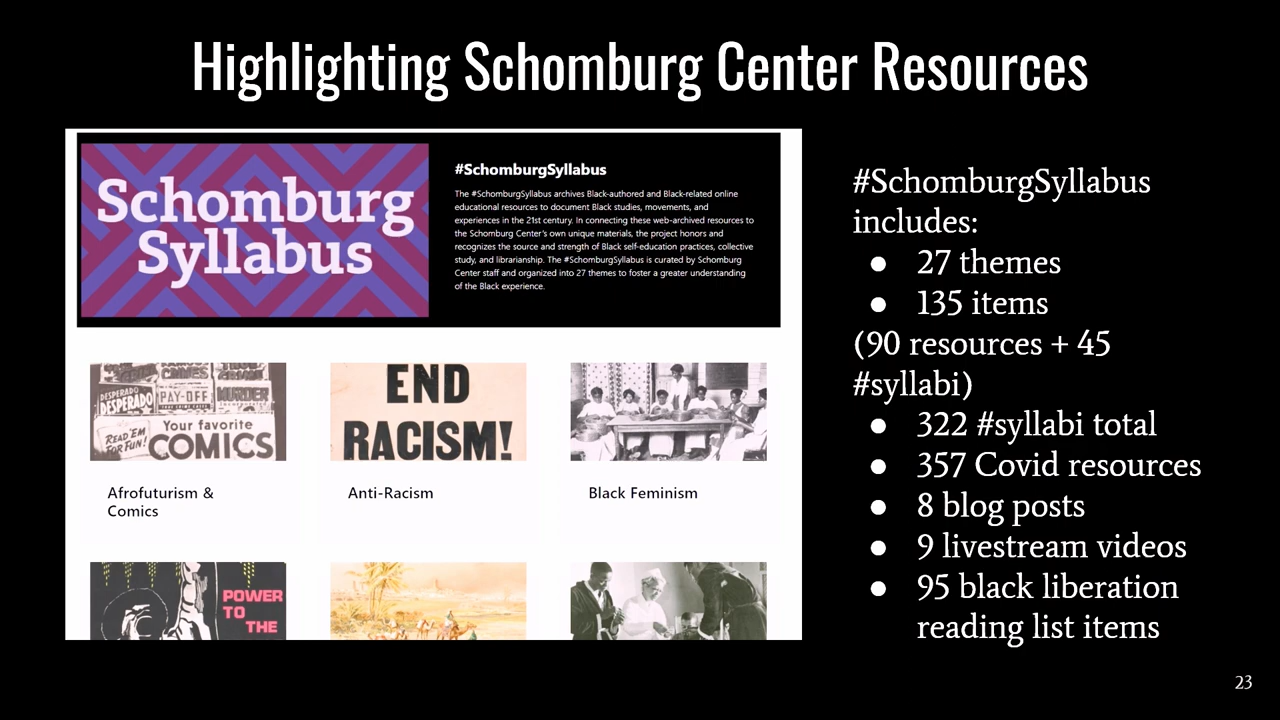 Highlighting Schomburg Center Resources
Schomburg
Syllabus
#SchomburgSyllabus
The #SchomburgSyllabus archives Black-authored and Black-related online
educational resources to document Black studies, movements, and
experiences in the 21st century. In connecting these web-archived resources to
the Schomburg Center's own unique materials, the project honors and
recognizes the source and strength of Black self-education practices, collective
study, and librarianship. The #SchomburgSyllabus is curated by Schomburg
Center staff and organized into 27 themes to foster a greater understanding
of the Black experience.
DESPERADO
DESPERADO
PAY-OFF
MURDER
READ 'EM
FOR FUN!
Your favorite
COMICS
END
RACISM!
Afrofuturism &
Comics
Anti-Racism
Black Feminism
POWER
TO
THE
#SchomburgSyllabus
includes:
● 27 themes
● 135 items
(90 resources + 45
#syllabi)
● 322 #syllabi total
● 357 Covid resources
● 8 blog posts
● 9 livestream videos
● 95 black liberation
reading list items
23